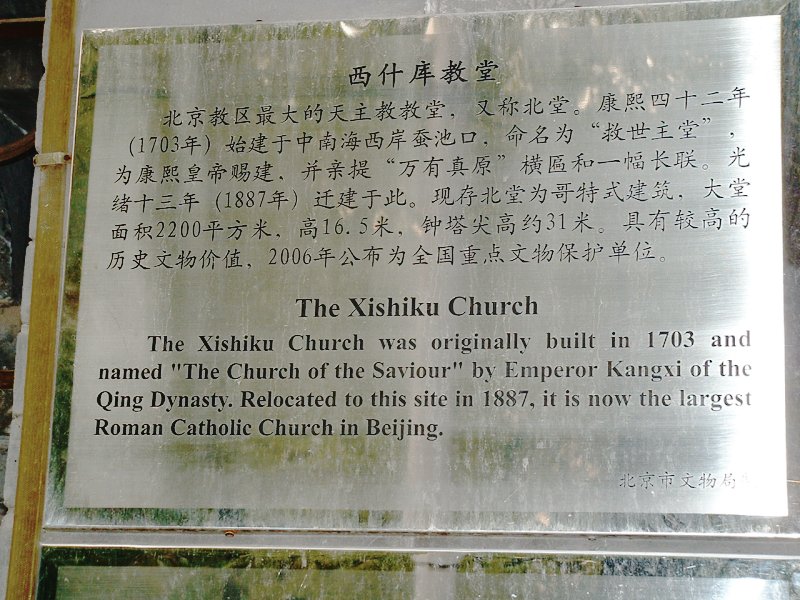 西什库教堂
北京教区最大的天主教教堂，又称北堂。康熙四十二年
（1703年）始建于中南海西岸蚕池口，命名为“救世主堂”，
为康熙皇帝赐建，并亲提“万有真原”横匾和一幅长联。光
绪十三年（1887年）迁建于此。现存北堂为哥特式建筑，大堂
面积2200平方米，高16.5米，钟塔尖高约31米。具有较高的
历史文物价值，2006年公布为全国重点文物保护单位。
The Xishiku Church
The Xishiku Church was originally built in 1703 and
named "The Church of the Saviour" by Emperor Kangxi of the
Qing Dynasty. Relocated to this site in 1887, it is now the largest
Roman Catholic Church in Beijing.
北京市文物局